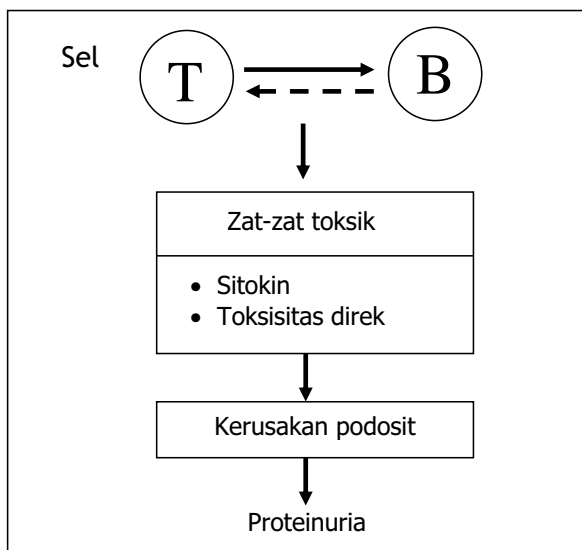 Sel
T
B
Zat-zat toksik
• Sitokin
• Toksisitas direk
Kerusakan podosit
Proteinuria